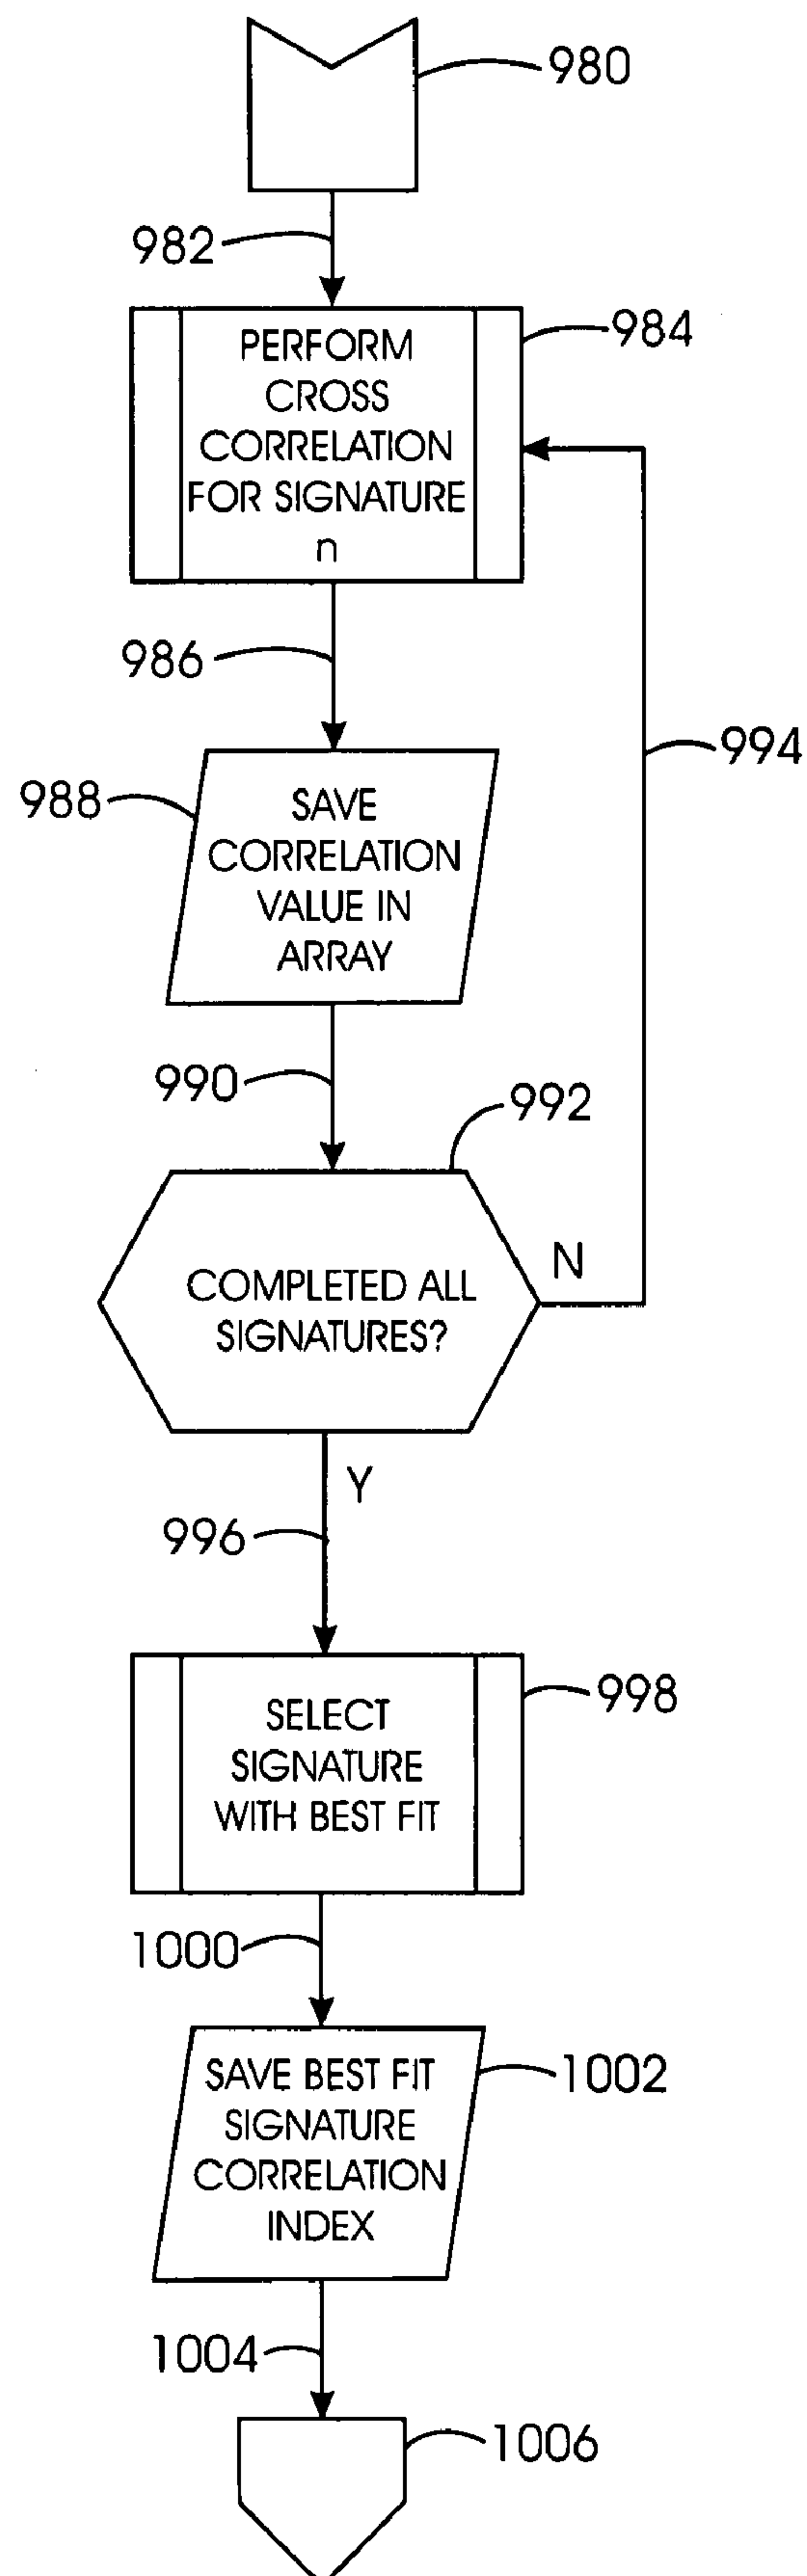 980
982
984
PERFORM
CROSS
CORRELATION
FOR SIGNATURE
n
986
994
988
SAVE
CORRELATION
VALUE IN
ARRAY
990
992
N
COMPLETED ALL
SIGNATURES?
Y
996
998
SELECT
SIGNATURE
WITH BEST FIT
1000
1002
SAVE BEST FIT
SIGNATURE
CORRELATION
INDEX
1004
1006